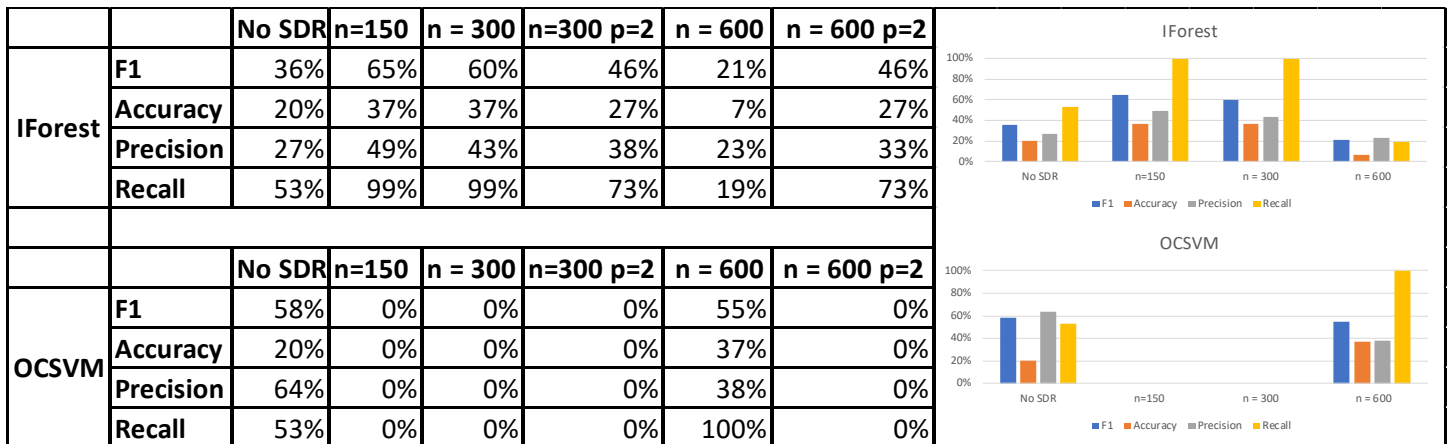 No SDR n=150 n = 300 n=300 p=2 n = 600 n = 600 p=2
IForest
F1 36% 65% 60% 46% 21% 46%
Accuracy 20% 37% 37% 27% 7% 27%
Precision 27% 49% 43% 38% 23% 33%
Recall 53% 99% 99% 73% 19% 73%
No SDR n=150 n = 300 n=300 p=2 n = 600 n = 600 p=2
OCSVM
F1 58% 0% 0% 0% 55% 0%
Accuracy 20% 0% 0% 0% 37% 0%
Precision 64% 0% 0% 0% 38% 0%
Recall 53% 0% 0% 0% 100% 0%
IForest
100%
80%
60%
40%
20%
0%
No SDR n=150 n = 300 n = 600
F1 Accuracy Precision Recall
OCSVM
100%
80%
60%
40%
20%
0%
No SDR n=150 n = 300 n = 600
F1 Accuracy Precision Recall